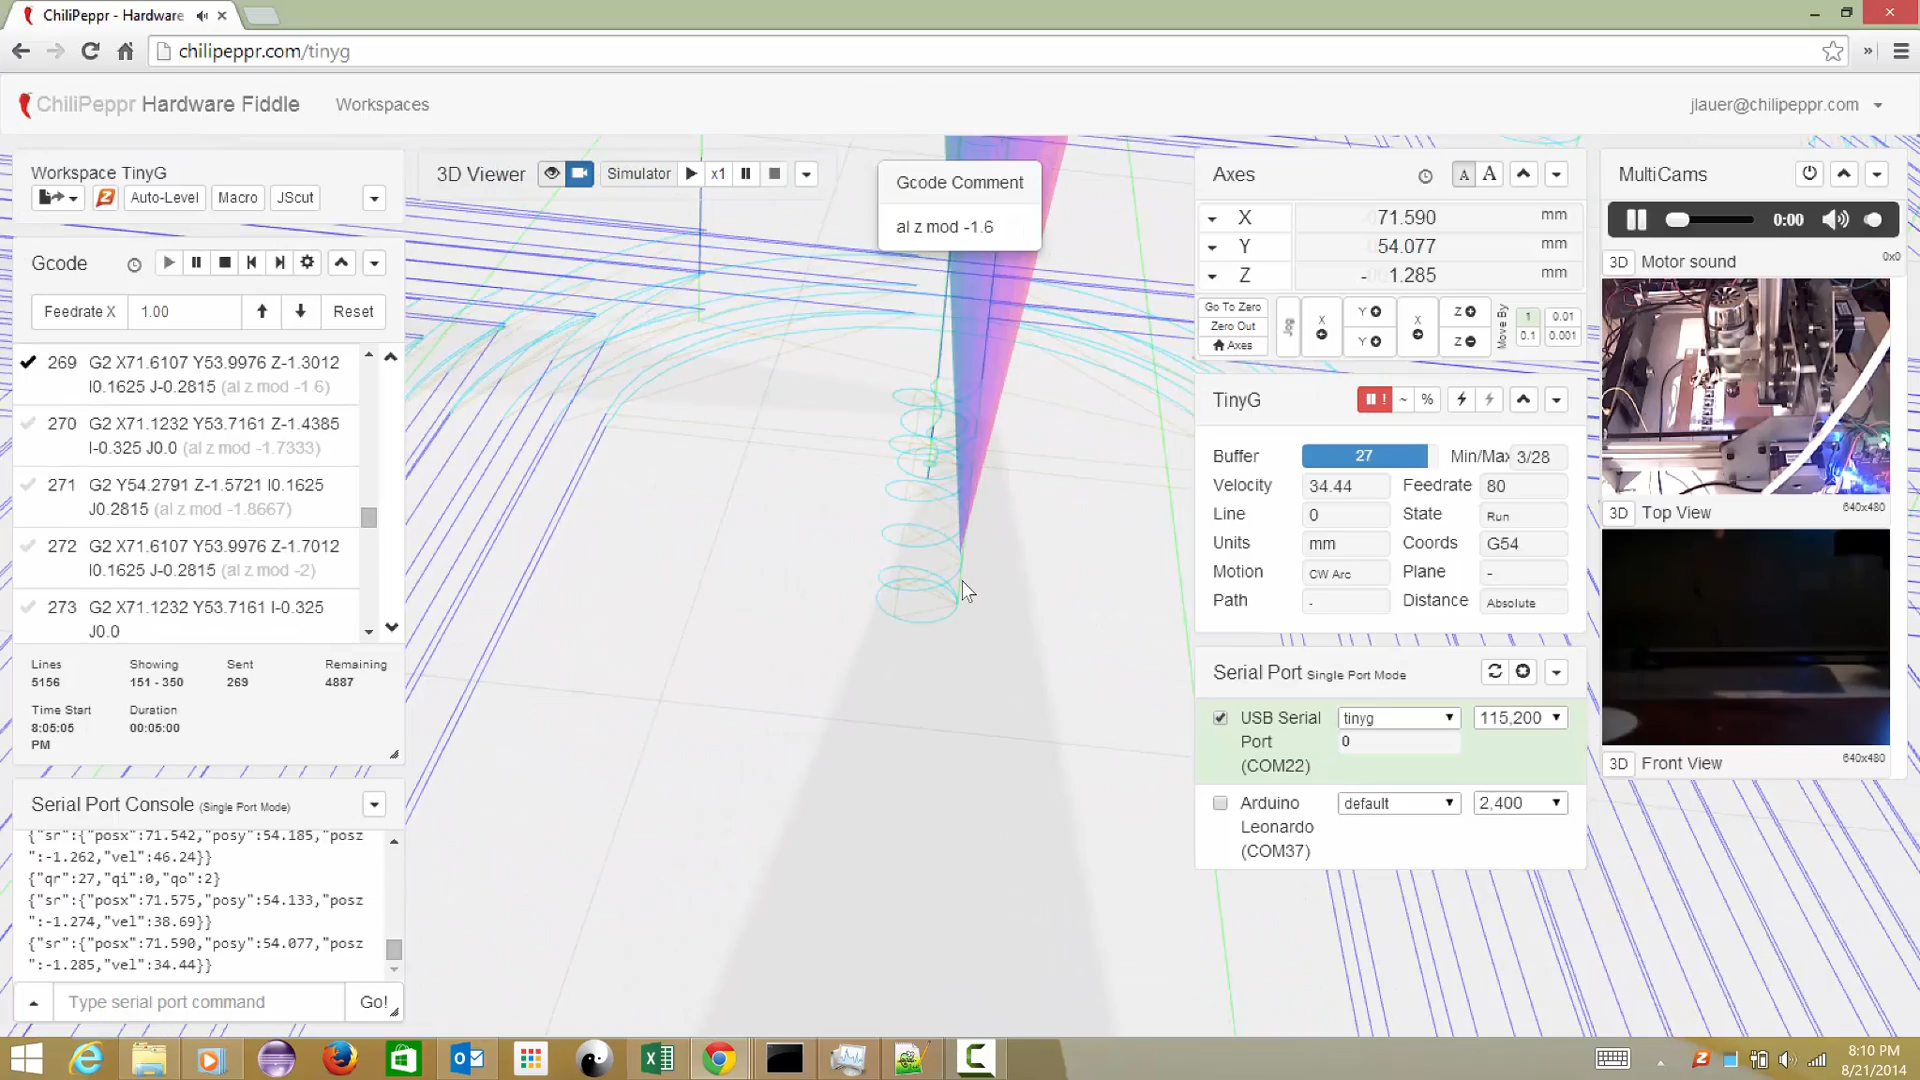 ChiliPeppr - Hardware
chilipeppr.com/tinyg
ChiliPeppr Hardware Fiddle
Workspaces
jlauer@chilipeppr.com
Workspace TinyG
Auto-Level
Macro
JScut
Gcode
Feedrate X
1.00
Reset
269 G2 X71.6107 Y53.9976 Z-1.3012
I0.1625 J-0.2815 (al z mod -1.6)
270 G2 X71.1232 Y53.7161 Z-1.4385
I-0.325 J0.0 (al z mod -1.7333)
271 G2 Y54.2791 Z-1.5721 I0.1625
J0.2815 (al z mod -1.8667)
272 G2 X71.6107 Y53.9976 Z-1.7012
I0.1625 J-0.2815 (al z mod -2)
273 G2 X71.1232 Y53.7161 I-0.325
J0.0
Lines Showing Sent Remaining
5156 151 - 350 269 4887
Time Start Duration
8:05:05 00:05:00
PM
Serial Port Console (Single Port Mode)
{"sr":{"posx":71.542,"posy":54.185,"posz
":-1.262,"vel":46.24}}
{"qr":27,"qi":0,"qo":2}
{"sr":{"posx":71.575,"posy":54.133,"posz
":-1.274,"vel":38.69}}
{"sr":{"posx":71.590,"posy":54.077,"posz
":-1.285,"vel":34.44}}
Type serial port command
Go!
3D Viewer
Simulator
x1
Gcode Comment
al z mod -1.6
Axes
A A
X 71.590 mm
Y 54.077 mm
Z -1.285 mm
Go To Zero
Zero Out
Axes
Jog
X
Y
Y
X
Z
Z
Move By
1 0.01
0.1 0.001
TinyG
! ~ %
Buffer 27 Min/Max 3/28
Velocity 34.44 Feedrate 80
Line 0 State Run
Units mm Coords G54
Motion CW Arc Plane -
Path - Distance Absolute
Serial Port Single Port Mode
USB Serial tinyg 115,200
Port 0
(COM22)
Arduino default 2,400
Leonardo
(COM37)
MultiCams
0:00
3D Motor sound 0x0
3D Top View 640x480
3D Front View 640x480
8:10 PM
8/21/2014